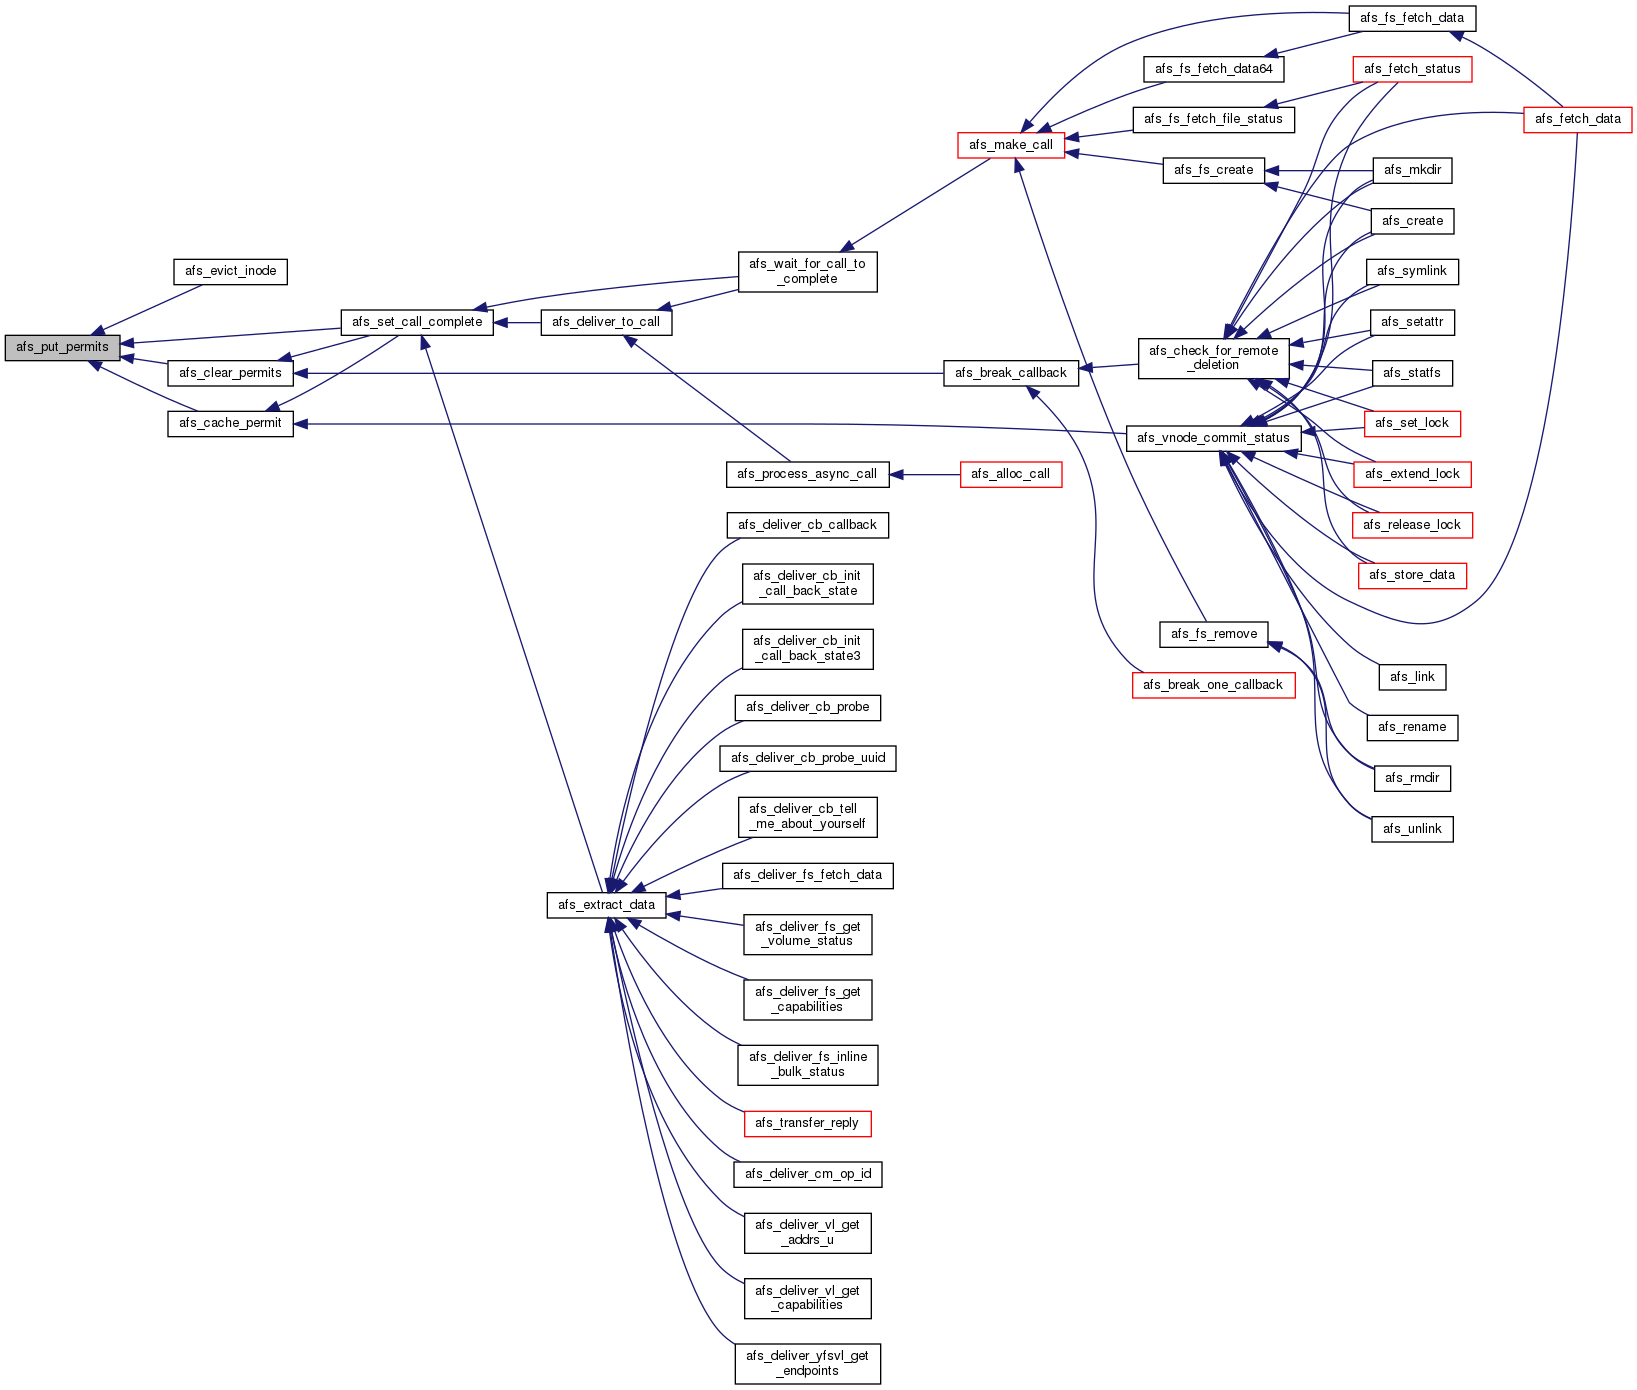 afs_put_permits
afs_evict_inode
afs_set_call_complete
afs_clear_permits
afs_cache_permit
afs_deliver_to_call
afs_extract_data
afs_wait_for_call_to
_complete
afs_process_async_call
afs_deliver_cb_callback
afs_deliver_cb_init
_call_back_state
afs_deliver_cb_init
_call_back_state3
afs_deliver_cb_probe
afs_deliver_cb_probe_uuid
afs_deliver_cb_tell
_me_about_yourself
afs_deliver_fs_fetch_data
afs_deliver_fs_get
_volume_status
afs_deliver_fs_get
_capabilities
afs_deliver_fs_inline
_bulk_status
afs_transfer_reply
afs_deliver_cm_op_id
afs_deliver_vl_get
_addrs_u
afs_deliver_vl_get
_capabilities
afs_deliver_yfsvl_get
_endpoints
afs_make_call
afs_break_callback
afs_alloc_call
afs_fs_fetch_data64
afs_fs_fetch_file_status
afs_fs_create
afs_check_for_remote
_deletion
afs_vnode_commit_status
afs_fs_remove
afs_break_one_callback
afs_fs_fetch_data
afs_fetch_status
afs_mkdir
afs_create
afs_symlink
afs_setattr
afs_statfs
afs_set_lock
afs_extend_lock
afs_release_lock
afs_store_data
afs_link
afs_rename
afs_rmdir
afs_unlink
afs_fetch_data